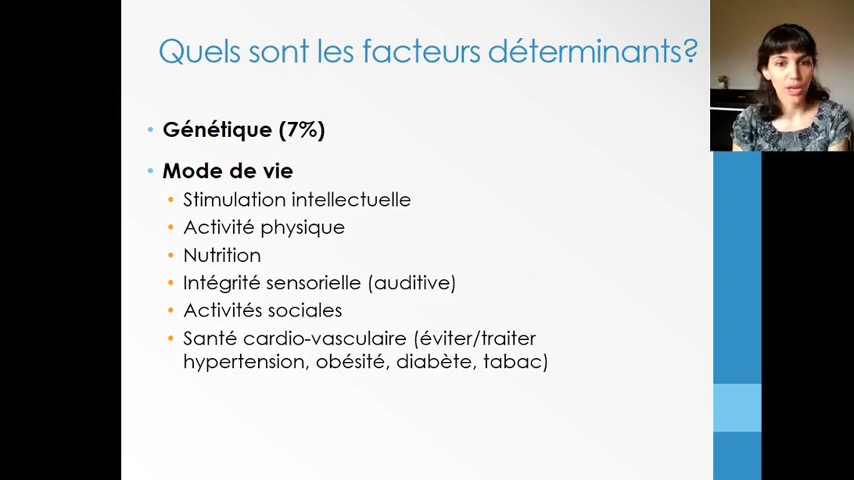 Quels sont les facteurs déterminants?
• Génétique (7%)
• Mode de vie
• Stimulation intellectuelle
• Activité physique
• Nutrition
• Intégrité sensorielle (auditive)
• Activités sociales
• Santé cardio-vasculaire (éviter/traiter
hypertension, obésité, diabète, tabac)